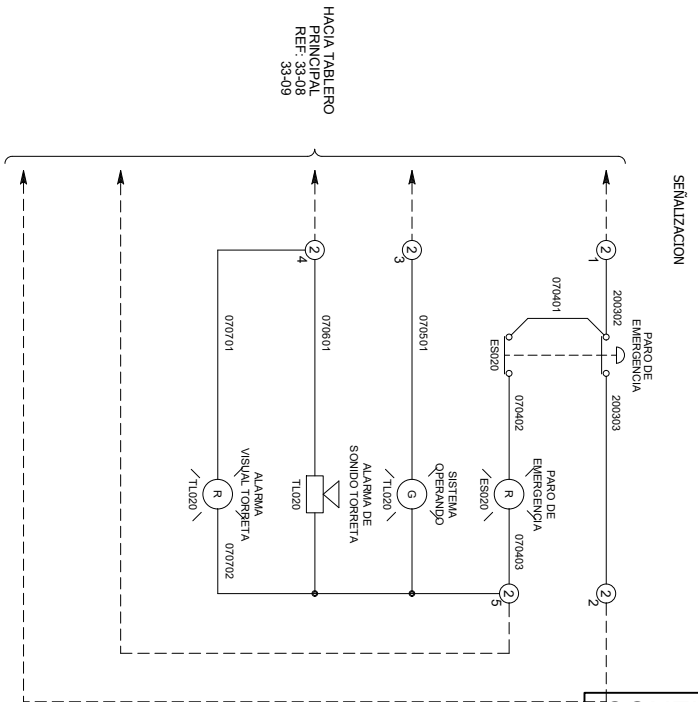 SEÑALIZACION
PARO DE
EMERGENCIA
200302
200303
2
1
2
2
070401
ES020
070402
PARO DE
EMERGENCIA
R
ES020
070403
2
5
2
3
070501
SISTEMA
OPERANDO
G
TL020
HACIA TABLERO
PRINCIPAL
REF: 33-08
33-09
2
4
070601
ALARMA DE
SONIDO TORRETA
TL020
070701
ALARMA
VISUAL TORRETA
R
TL020
070702